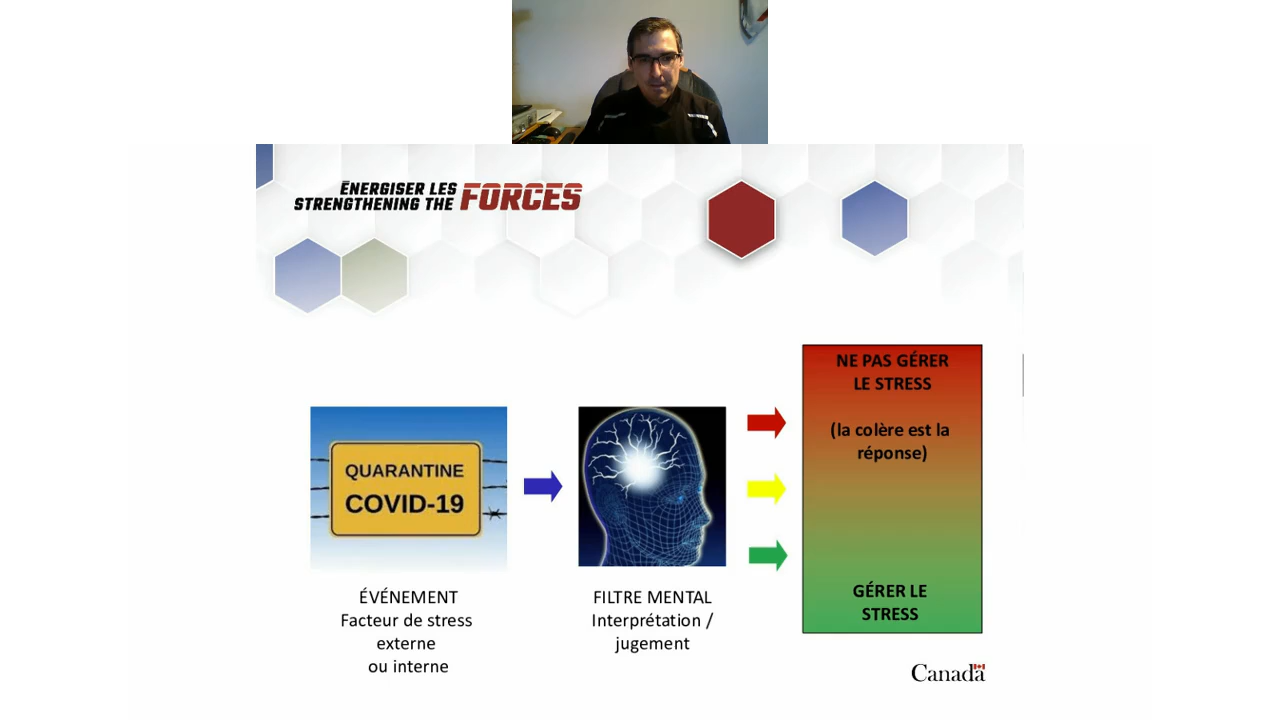 ÉNERGISER LES
STRENGTHENING THE FORCES
QUARANTINE
COVID-19
ÉVÉNEMENT
Facteur de stress
externe
ou interne
FILTRE MENTAL
Interprétation /
jugement
NE PAS GÉRER
LE STRESS
(la colère est la
réponse)
GÉRER LE
STRESS
Canada